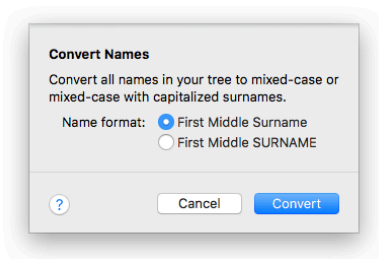 Convert Names
Convert all names in your tree to mixed-case or
mixed-case with capitalized surnames.
Name format: First Middle Surname
First Middle SURNAME
? Cancel Convert